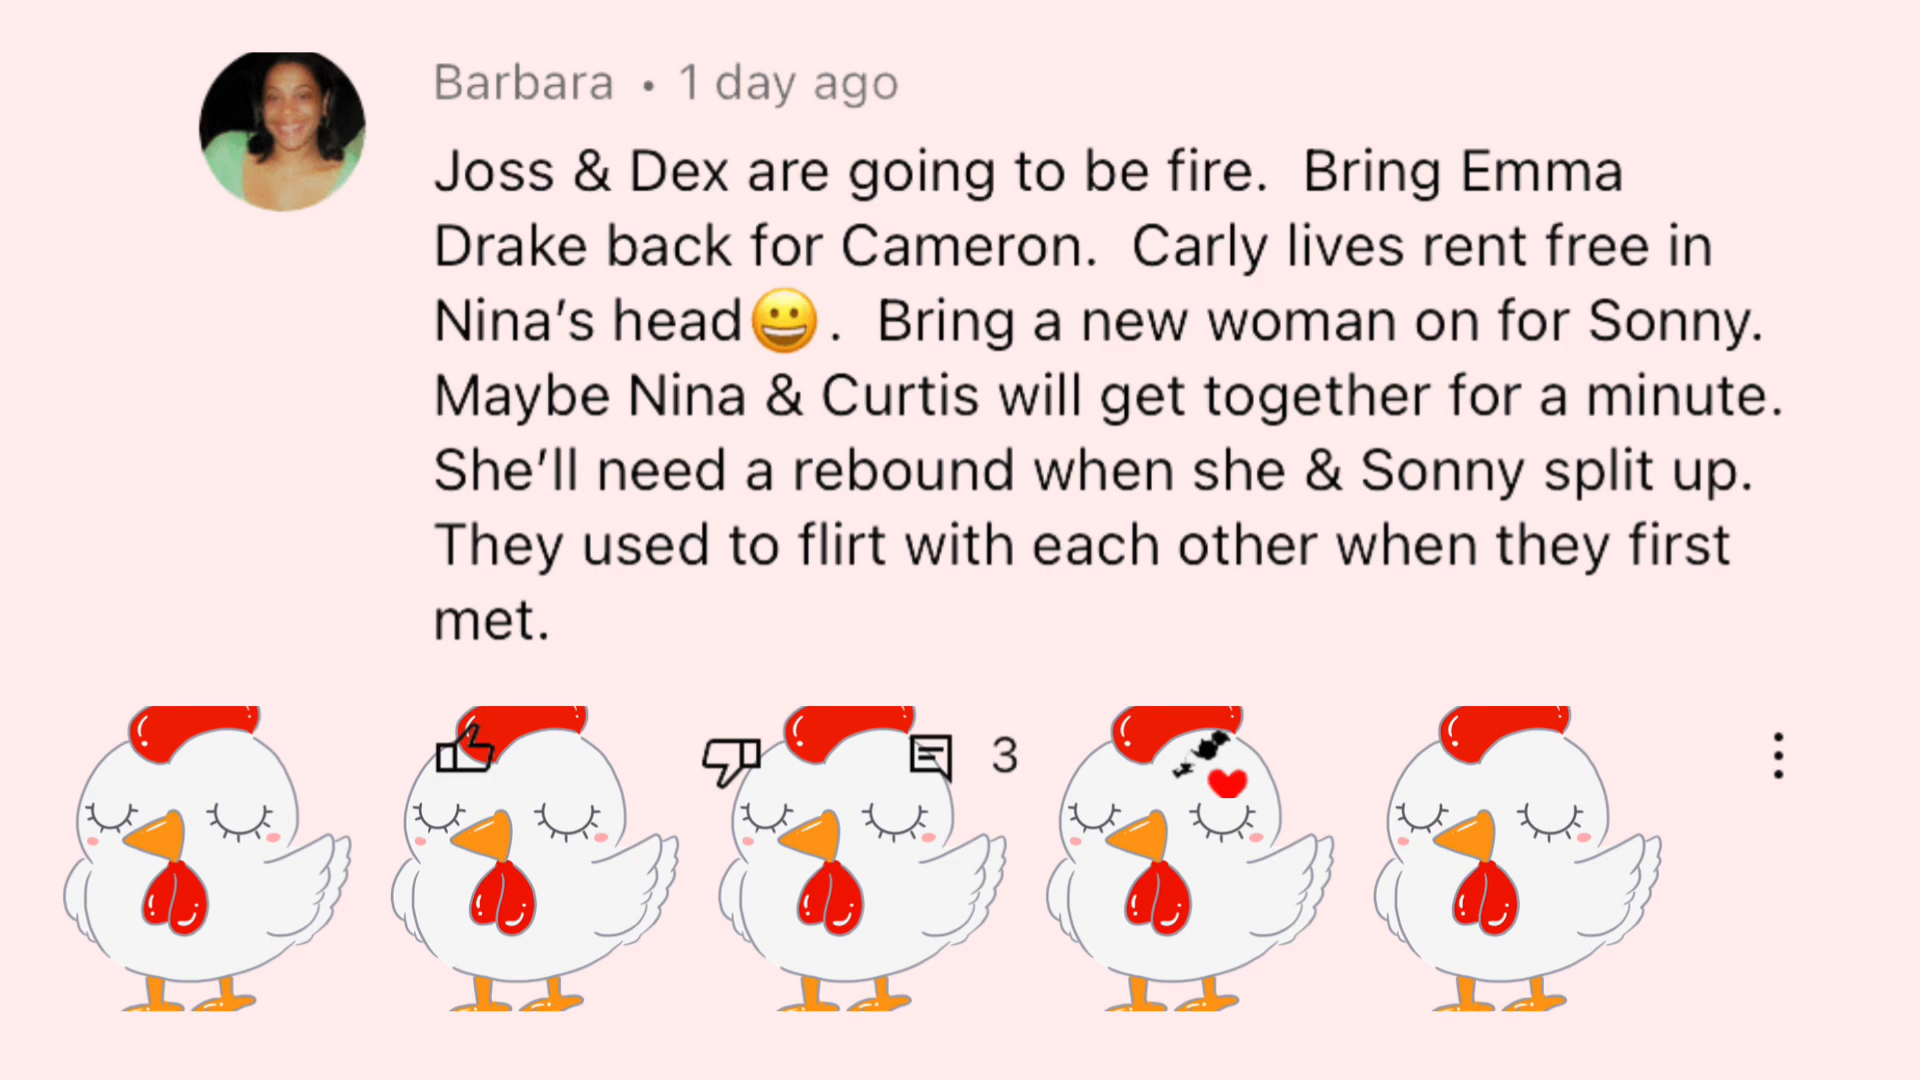 Barbara • 1 day ago
Joss & Dex are going to be fire.  Bring Emma
Drake back for Cameron.  Carly lives rent free in
Nina’s head😀.  Bring a new woman on for Sonny.
Maybe Nina & Curtis will get together for a minute.
She’ll need a rebound when she & Sonny split up.
They used to flirt with each other when they first
met.
3